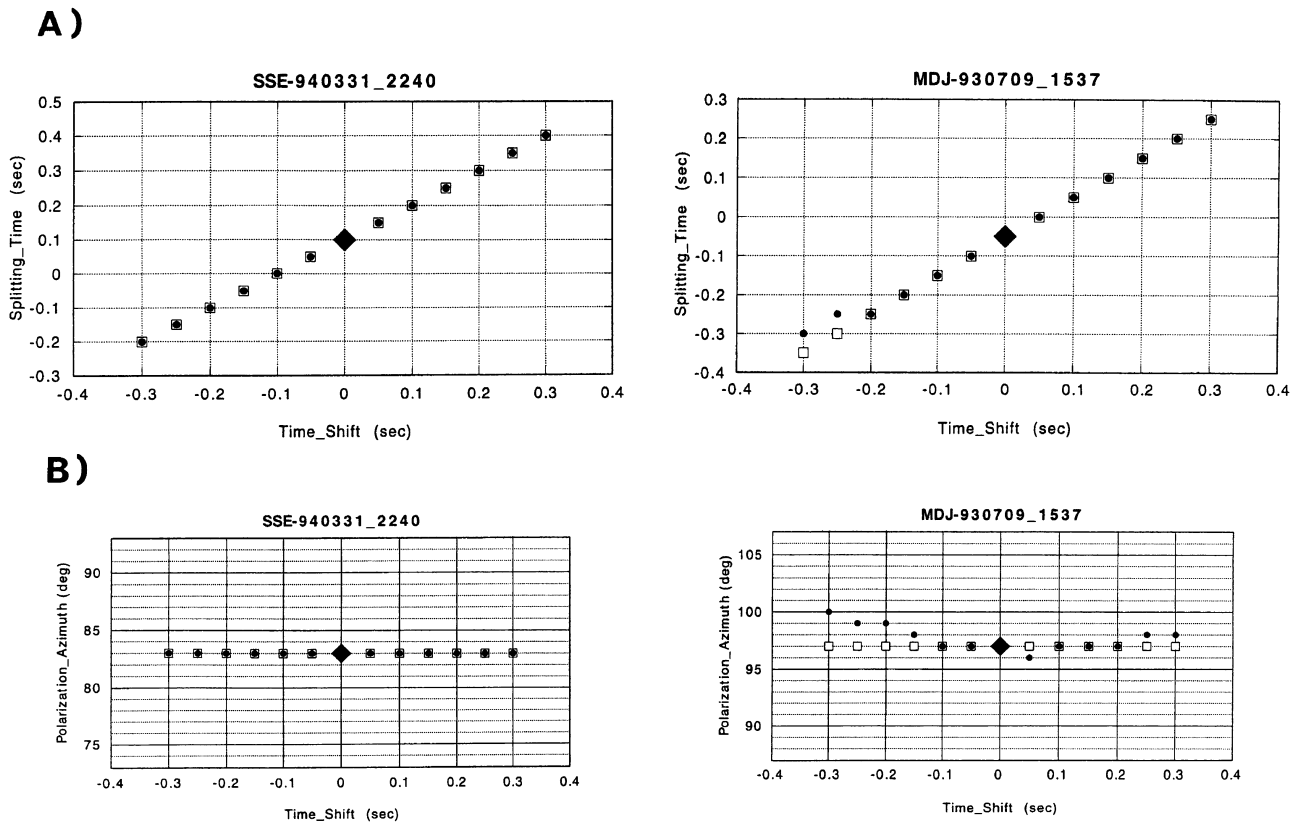 A)
SSE-940331_2240
0.5
0.4
0.3
0.2
0.1
0
-0.1
-0.2
-0.3
Splitting_Time (sec)
-0.4 -0.3 -0.2 -0.1 0 0.1 0.2 0.3 0.4
Time_Shift (sec)
MDJ-930709_1537
0.3
0.2
0.1
0
-0.1
-0.2
-0.3
-0.4
Splitting_Time (sec)
-0.4 -0.3 -0.2 -0.1 0 0.1 0.2 0.3 0.4
Time_Shift (sec)
B)
SSE-940331_2240
90
85
80
75
Polarization_Azimuth (deg)
-0.4 -0.3 -0.2 -0.1 0 0.1 0.2 0.3 0.4
Time_Shift (sec)
MDJ-930709_1537
105
100
95
90
Polarization_Azimuth (deg)
-0.4 -0.3 -0.2 -0.1 0 0.1 0.2 0.3 0.4
Time_Shift (sec)